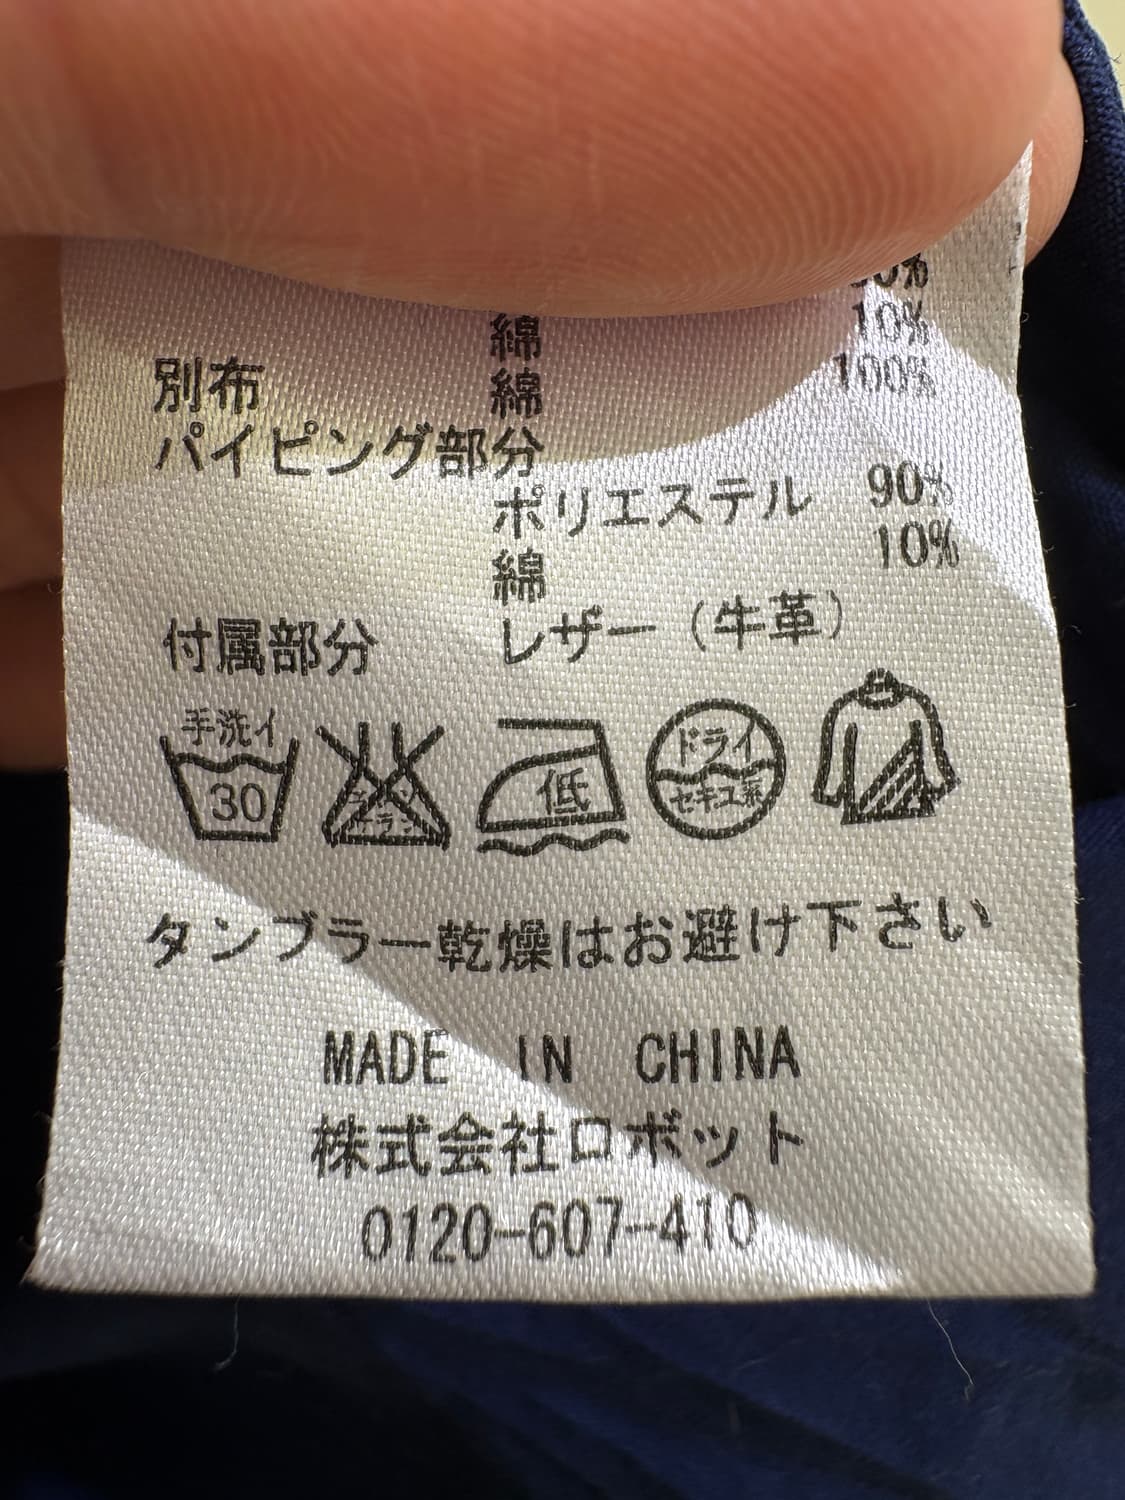 綿 10%
別布 綿 100%
パイピング部分
ポリエステル 90%
綿 10%
付属部分 レザー(牛革)
手洗イ
30
低
ドライ
セキユ系
タンブラー乾燥はお避け下さい
MADE IN CHINA
株式会社ロボット
0120-607-410